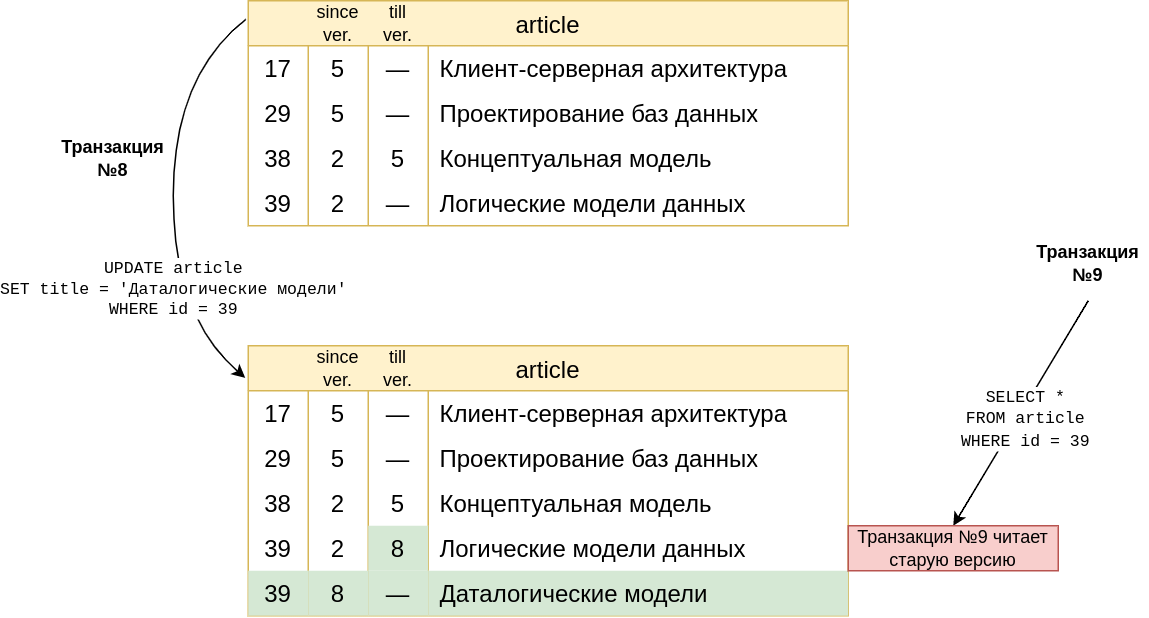 since till
ver. ver. article
17 5 — Клиент-серверная архитектура
29 5 — Проектирование баз данных
38 2 5 Концептуальная модель
39 2 — Логические модели данных
Транзакция
№8
UPDATE article
SET title = 'Даталогические модели'
WHERE id = 39
Транзакция
№9
SELECT *
FROM article
WHERE id = 39
since till
ver. ver. article
17 5 — Клиент-серверная архитектура
29 5 — Проектирование баз данных
38 2 5 Концептуальная модель
39 2 8 Логические модели данных
39 8 — Даталогические модели
Транзакция №9 читает
старую версию